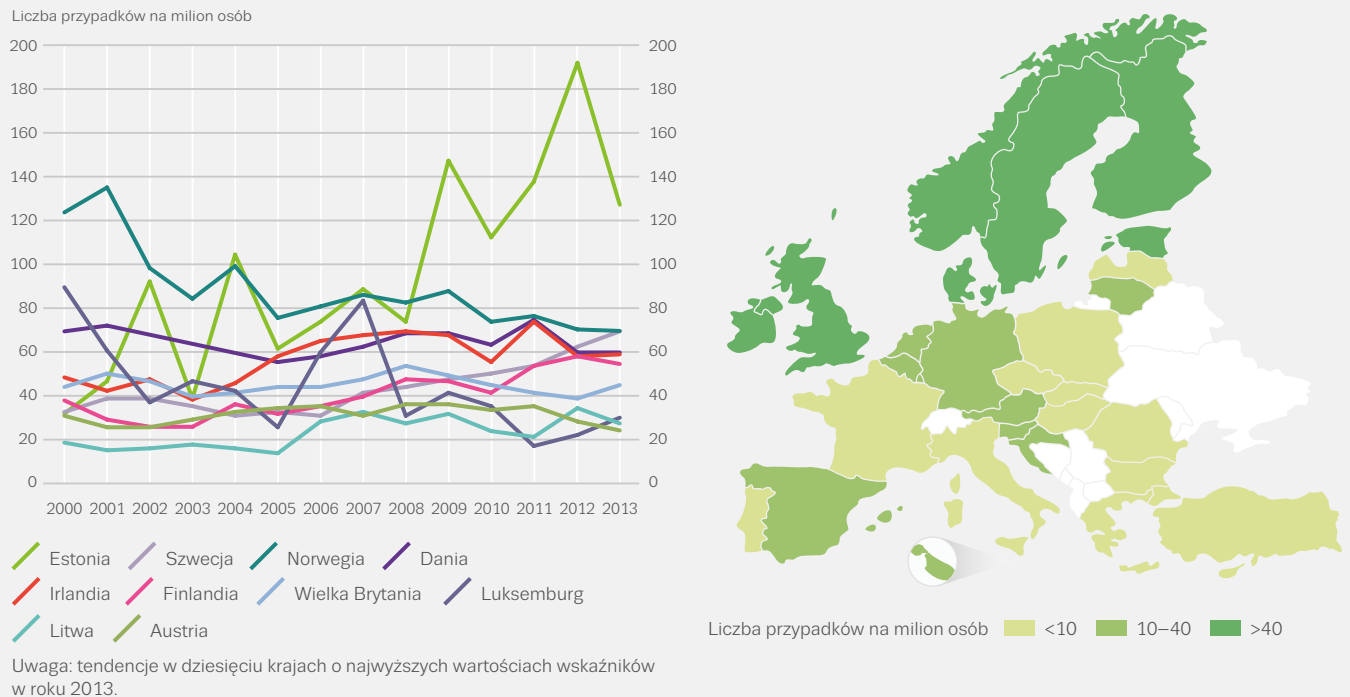 Liczba przypadków na milion osób
200 200
180 180
160 160
140 140
120 120
100 100
80 80
60 60
40 40
20 20
0 0
2000 2001 2002 2003 2004 2005 2006 2007 2008 2009 2010 2011 2012 2013
Estonia Szwecja Norwegia Dania
Irlandia Finlandia Wielka Brytania Luksemburg
Litwa Austria
Uwaga: tendencje w dziesięciu krajach o najwyższych wartościach wskaźników
w roku 2013.
Liczba przypadków na milion osób <10 10–40 >40